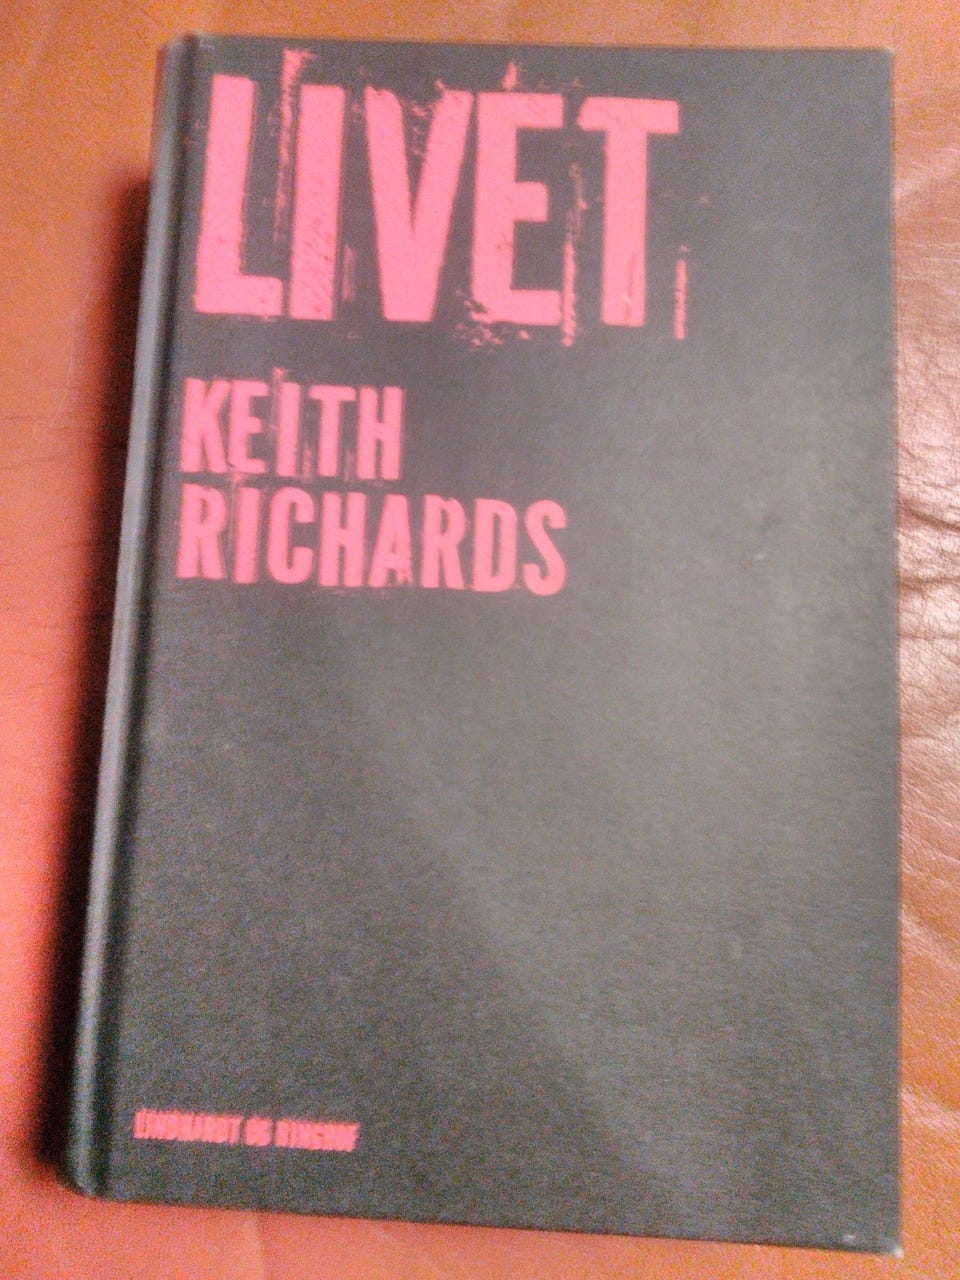 LIVET
KEITH
RICHARDS
LINDHARDT OG RINGHOF